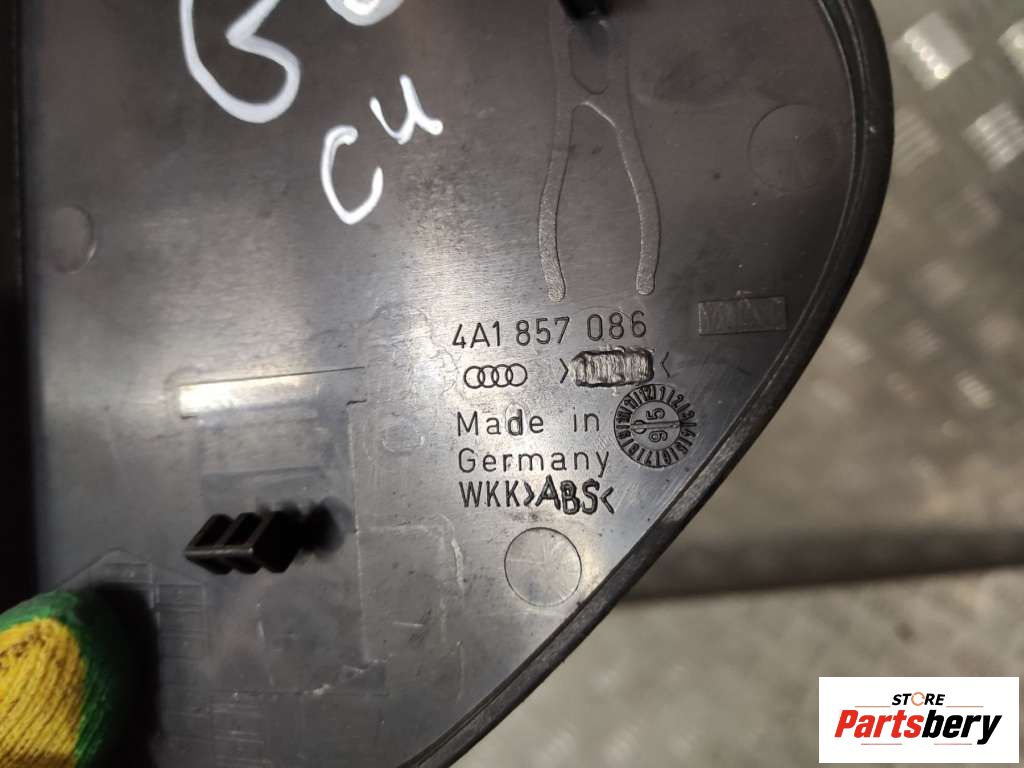 B
CU
4A1 857 086
Made in
Germany
WKK >ABS<
95
STORE
Partsbery